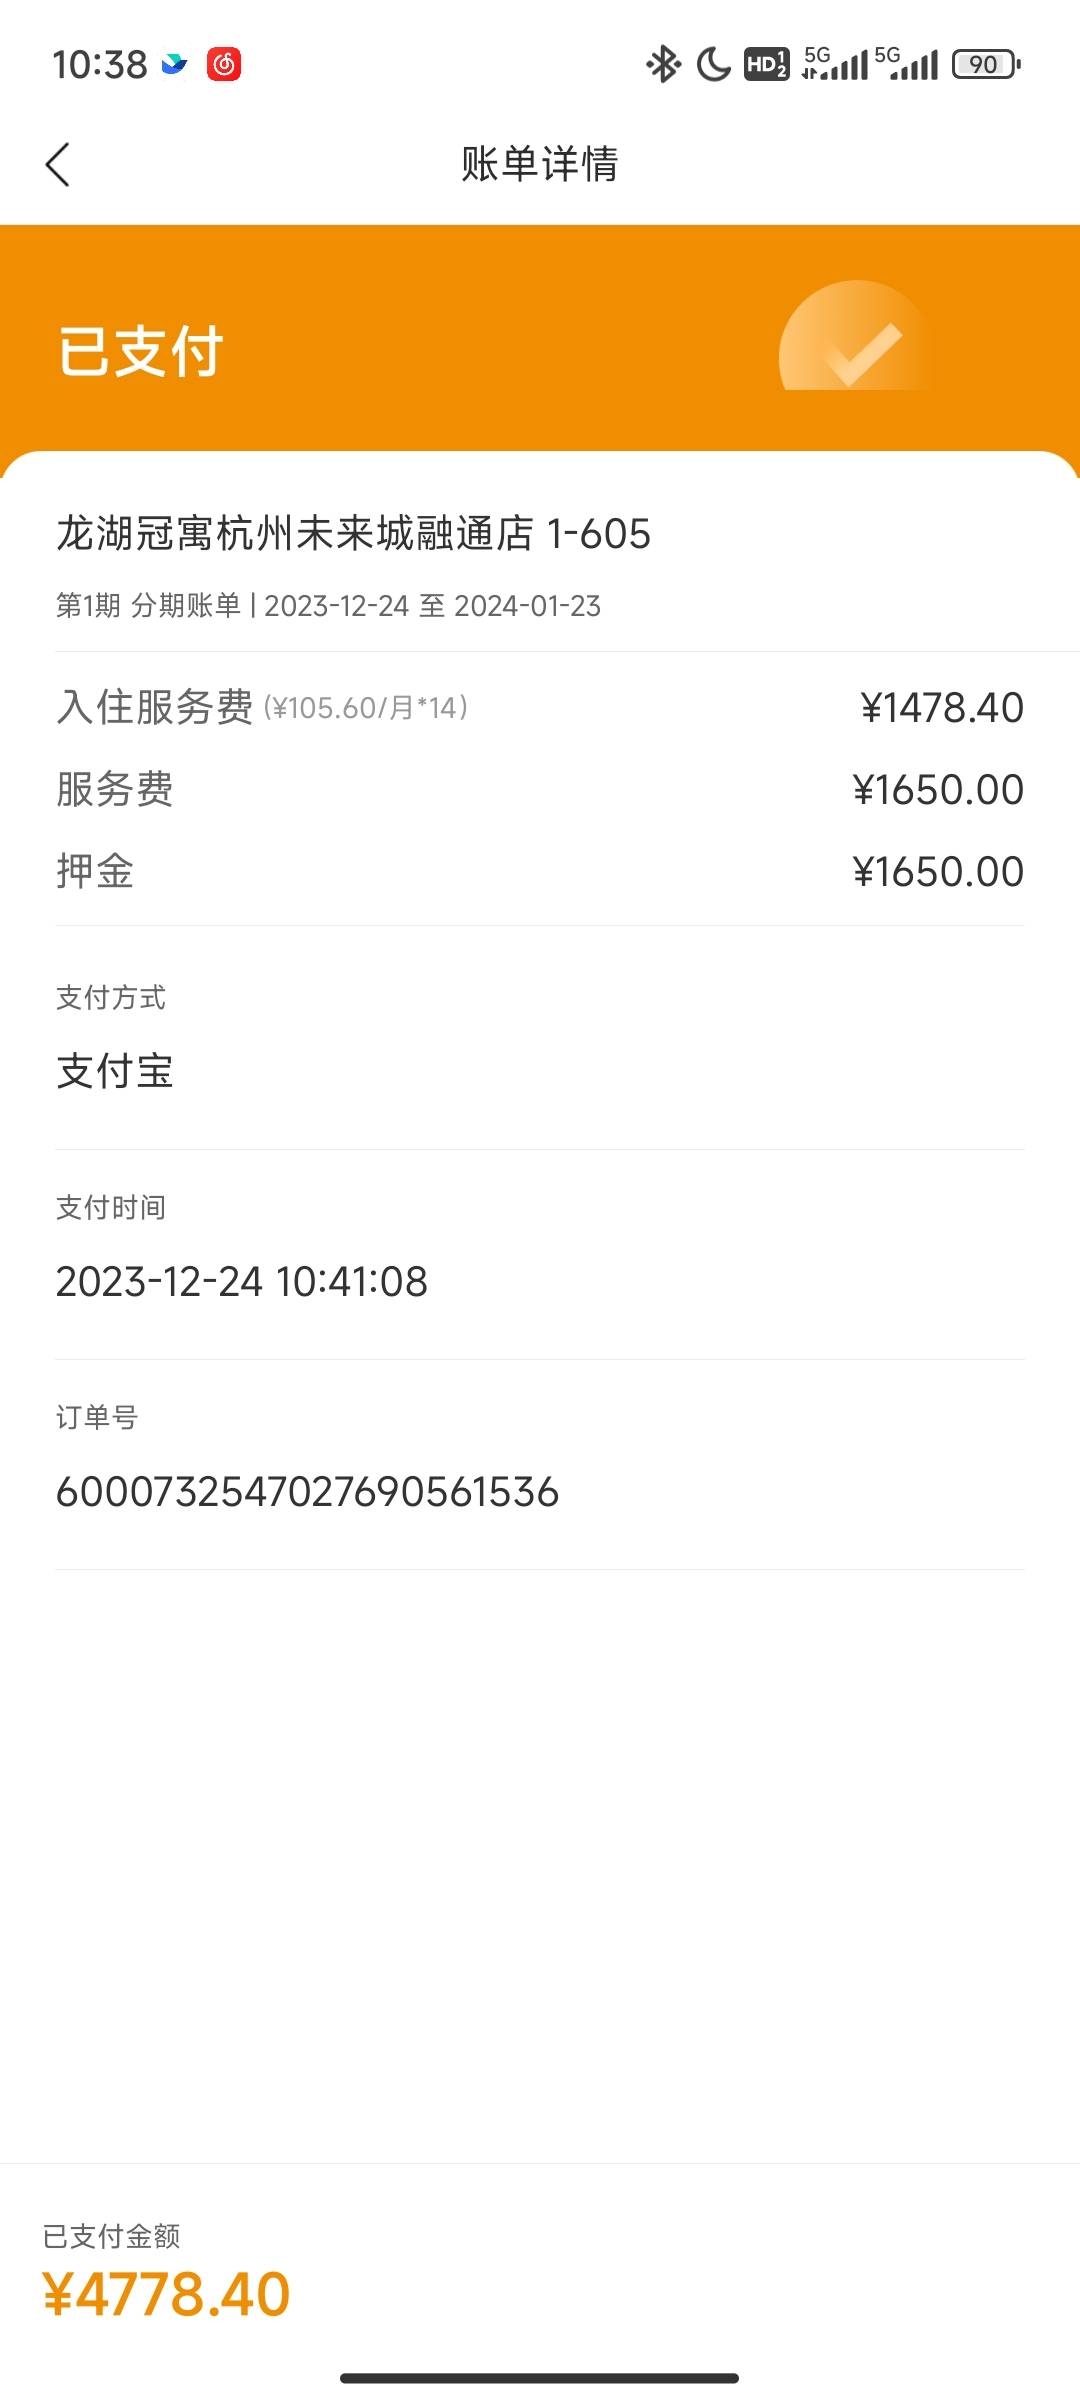 10:38 HD 1 2 5G 5G 90
账单详情
已支付
龙湖冠寓杭州未来城融通店 1-605
第1期 分期账单 | 2023-12-24 至 2024-01-23
入住服务费 (¥105.60/月*14) ¥1478.40
服务费 ¥1650.00
押金 ¥1650.00
支付方式
支付宝
支付时间
2023-12-24 10:41:08
订单号
6000732547027690561536
已支付金额
¥4778.40